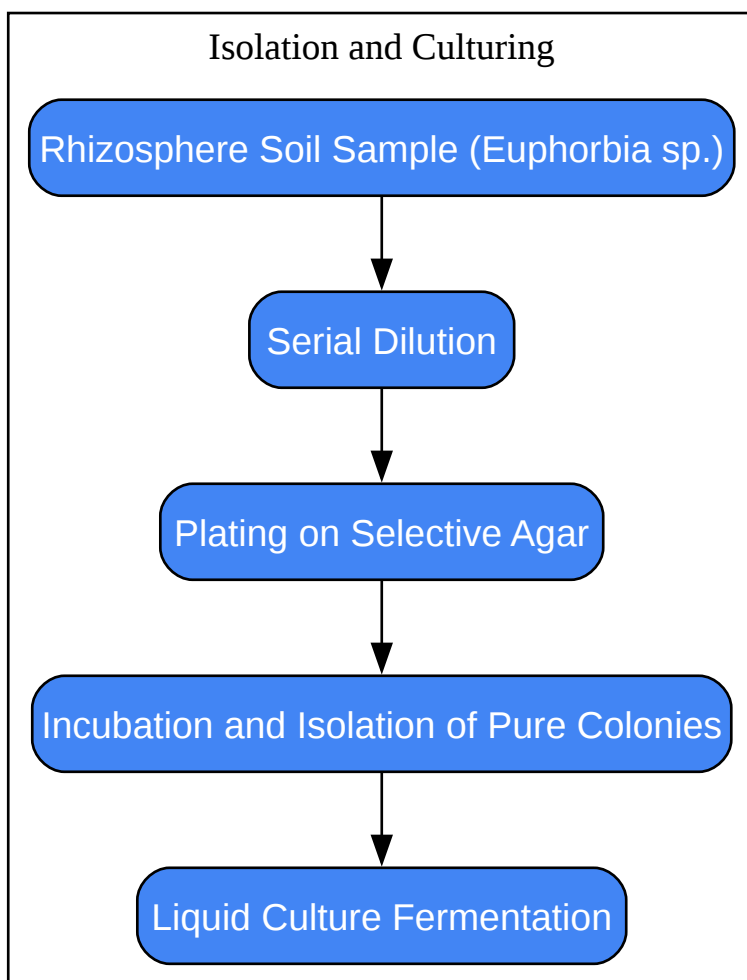 Isolation and Culturing
Rhizosphere Soil Sample (Euphorbia sp.)
Serial Dilution
Plating on Selective Agar
Incubation and Isolation of Pure Colonies
Liquid Culture Fermentation